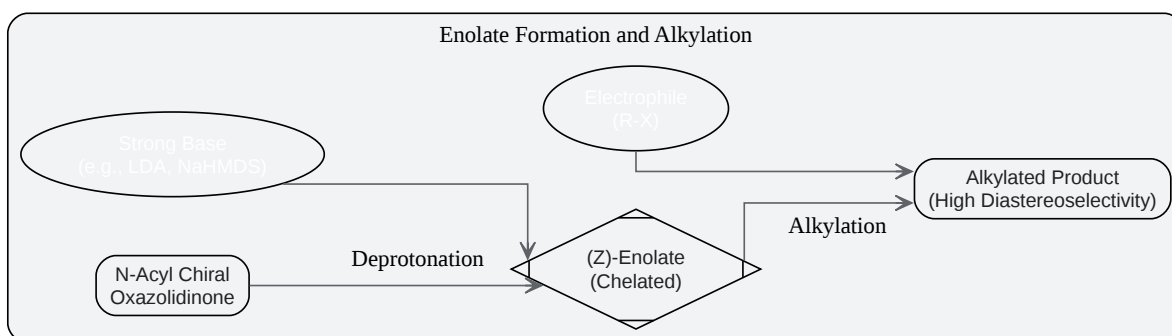 Enolate Formation and Alkylation
Electrophile
(R-X)
Strong Base
(e.g., LDA, NaHMDS)
Alkylated Product
(High Diastereoselectivity)
Alkylation
(Z)-Enolate
(Chelated)
Deprotonation
N-Acyl Chiral
Oxazolidinone